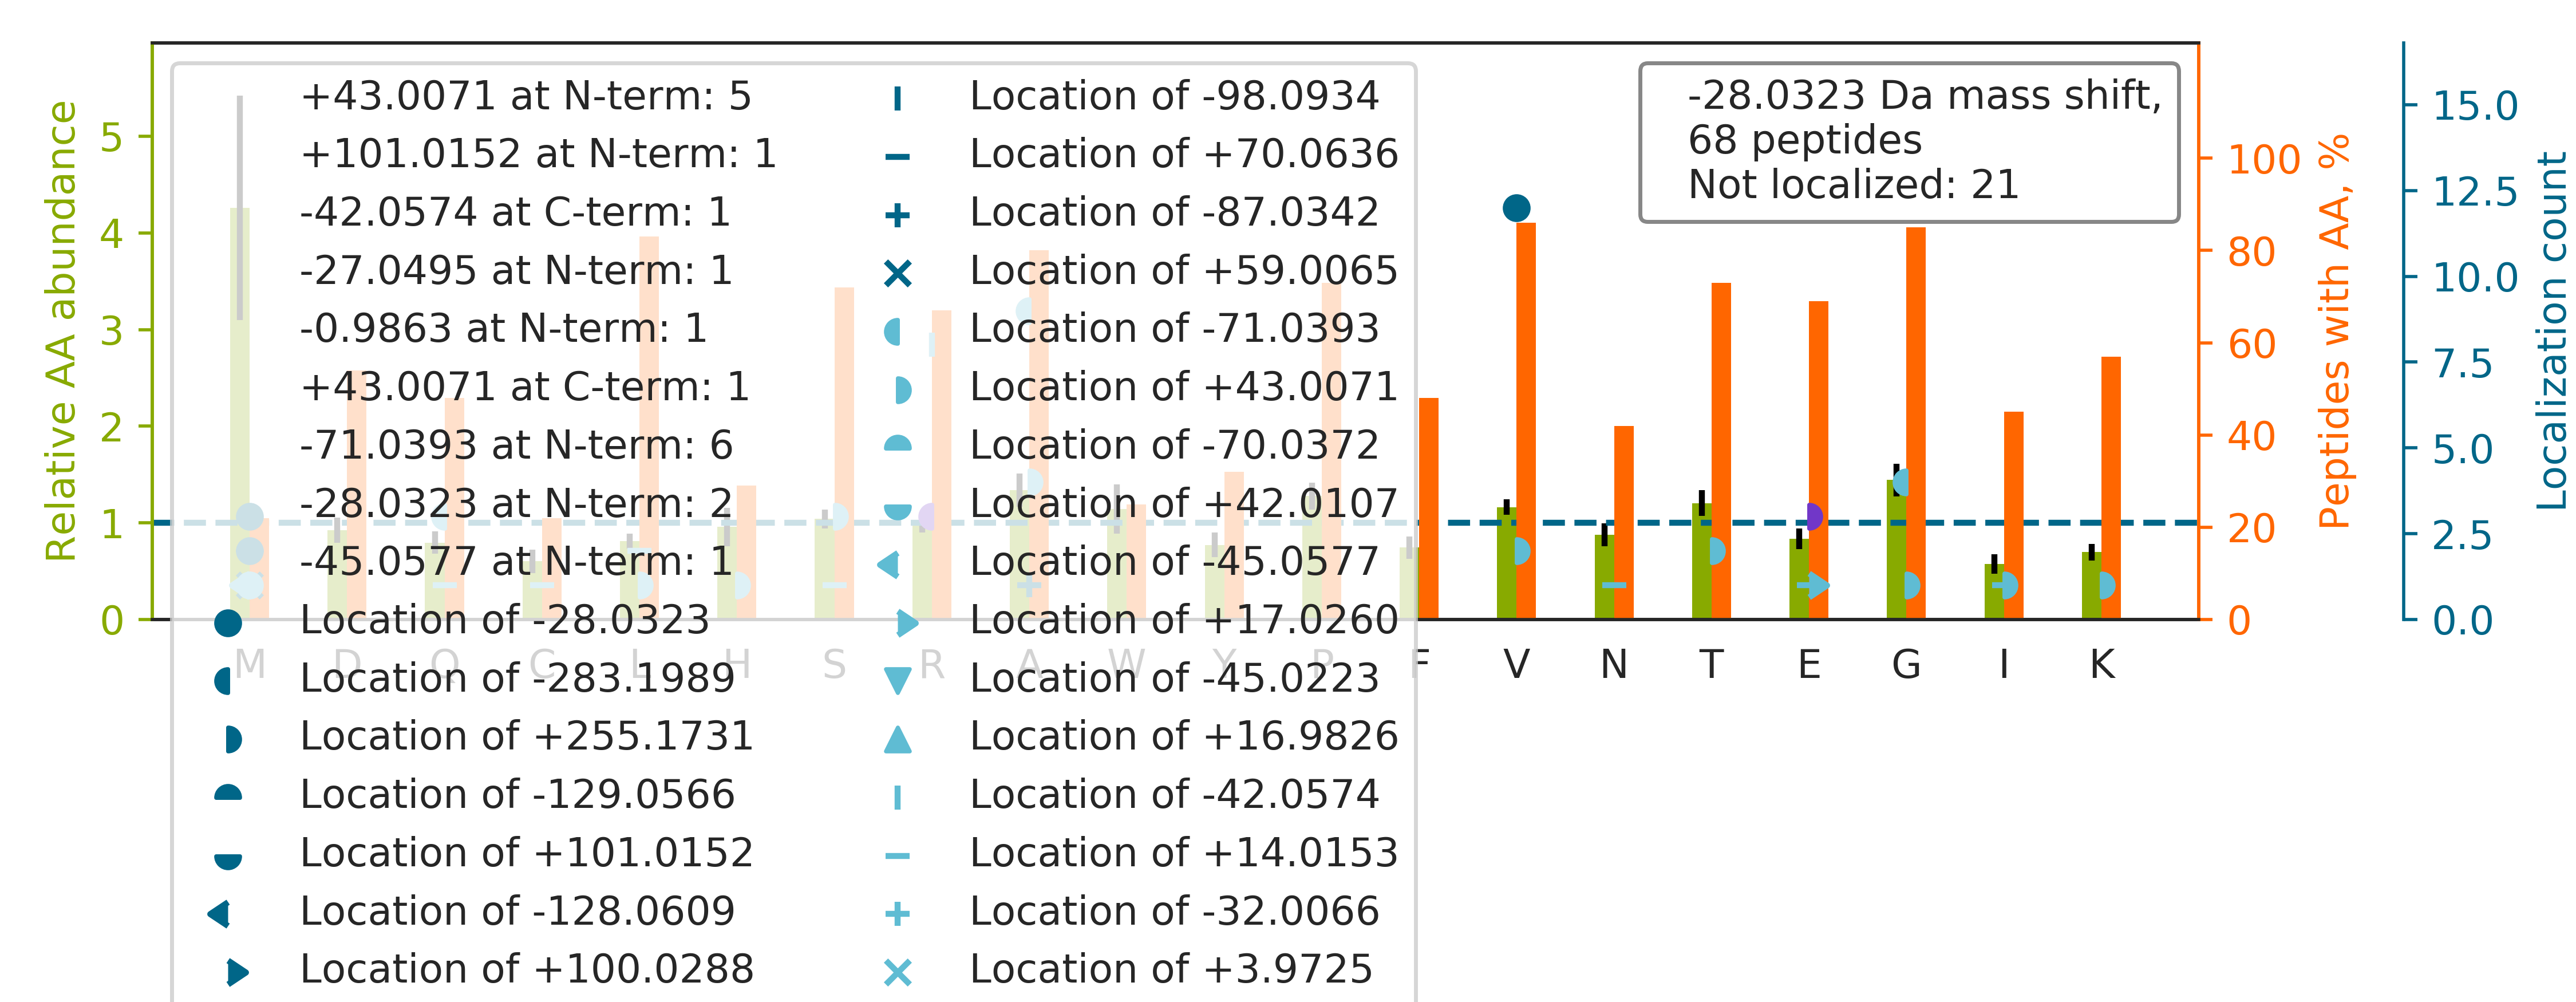 +43.0071 at N-term: 5
+101.0152 at N-term: 1
-42.0574 at C-term: 1
-27.0495 at N-term: 1
-0.9863 at N-term: 1
+43.0071 at C-term: 1
-71.0393 at N-term: 6
-28.0323 at N-term: 2
-45.0577 at N-term: 1
Location of -28.0323
Location of -283.1989
Location of +255.1731
Location of -129.0566
Location of +101.0152
Location of -128.0609
Location of +100.0288
Location of -98.0934
Location of +70.0636
Location of -87.0342
Location of +59.0065
Location of -71.0393
Location of +43.0071
Location of -70.0372
Location of +42.0107
Location of -45.0577
Location of +17.0260
Location of -45.0223
Location of +16.9826
Location of -42.0574
Location of +14.0153
Location of -32.0066
Location of +3.9725
-28.0323 Da mass shift,
68 peptides
Not localized: 21
Relative AA abundance
5
4
3
2
1
0
M D Q C L H S R A W Y P F V N T E G I K
100
80
60
40
20
0
Peptides with AA, %
15.0
12.5
10.0
7.5
5.0
2.5
0.0
Localization count